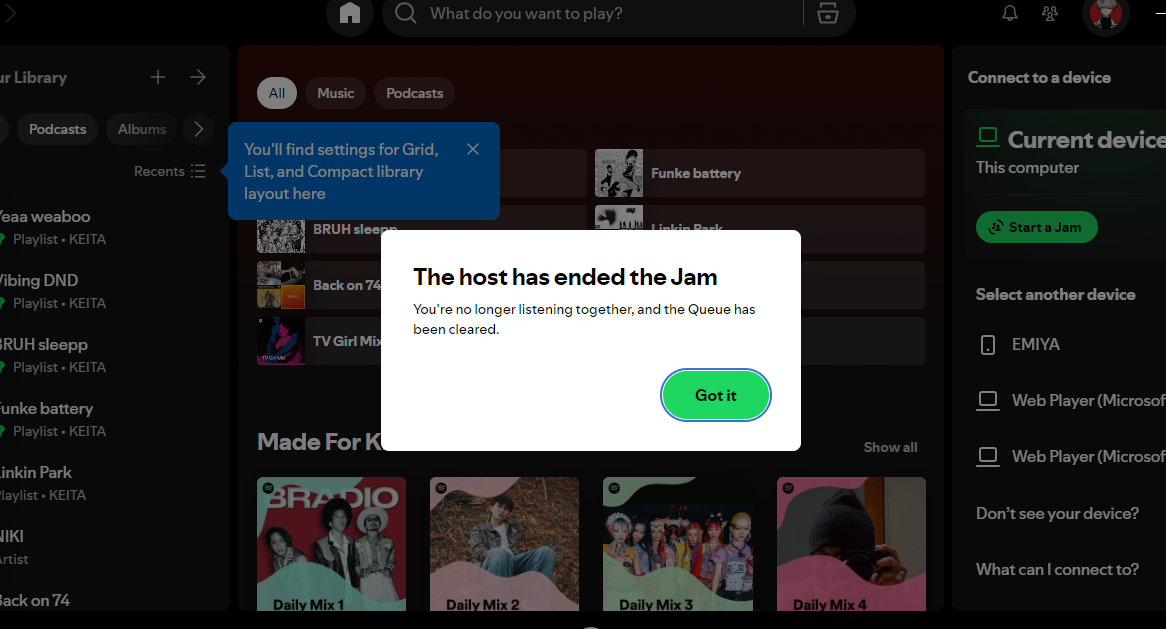 What do you want to play?
ur Library
All
Music
Podcasts
Podcasts
Albums
Recents
You'll find settings for Grid,
List, and Compact library
layout here
Yeaa weaboo
Playlist • KEITA
Vibing DND
Playlist • KEITA
BRUH sleepp
Playlist • KEITA
Funke battery
Playlist • KEITA
Linkin Park
Playlist • KEITA
NIKI
Artist
Back on 74
Funke battery
BRUH sleepp
Linkin Park
Back on 74
TV Girl Mix
TV Girl Mix
The host has ended the Jam
You're no longer listening together, and the Queue has
been cleared.
Got it
Made For K
Show all
BRADIO
Daily Mix 1
Daily Mix 2
Daily Mix 3
Daily Mix 4
Connect to a device
Current device
This computer
Start a Jam
Select another device
EMIYA
Web Player (Microsof
Web Player (Microsof
Don't see your device?
What can I connect to?